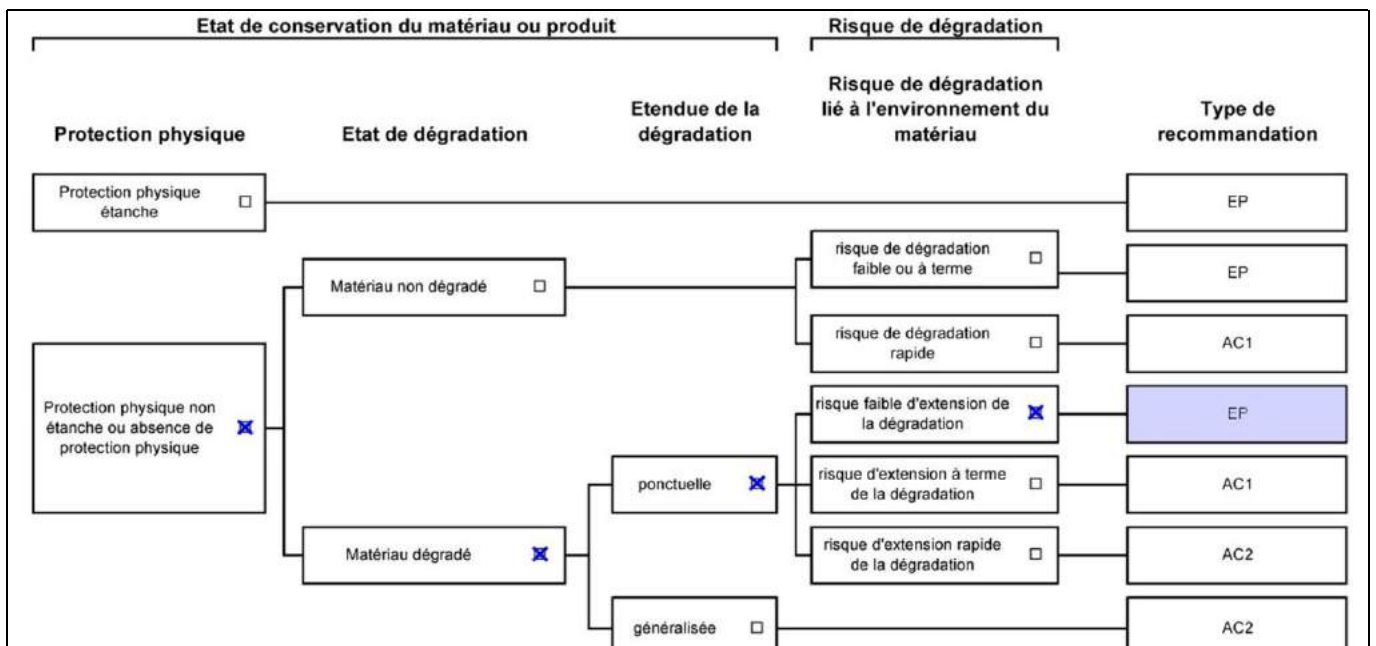 Etat de conservation du matériau ou produit
Risque de dégradation
Protection physique
Etat de dégradation
Etendue de la
dégradation
Risque de dégradation
lié à l'environnement du
matériau
Type de
recommandation
Protection physique
étanche
EP
risque de dégradation
faible ou à terme
EP
Matériau non dégradé
risque de dégradation
rapide
AC1
Protection physique non
étanche ou absence de
protection physique
risque faible d'extension de
la dégradation
EP
ponctuelle
risque d'extension à terme
de la dégradation
AC1
Matériau dégradé
risque d'extension rapide
de la dégradation
AC2
généralisée
AC2